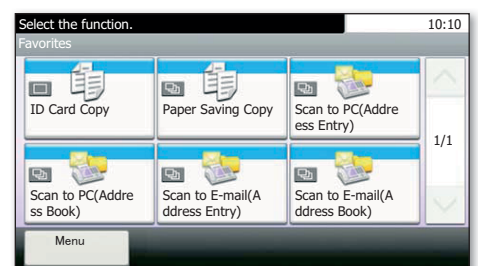 Select the function. 10:10
Favorites
ID Card Copy
Paper Saving Copy
Scan to PC(Addre
ess Entry)
1/1
Scan to PC(Addre
ss Book)
Scan to E-mail(A
ddress Entry)
Scan to E-mail(A
ddress Book)
Menu